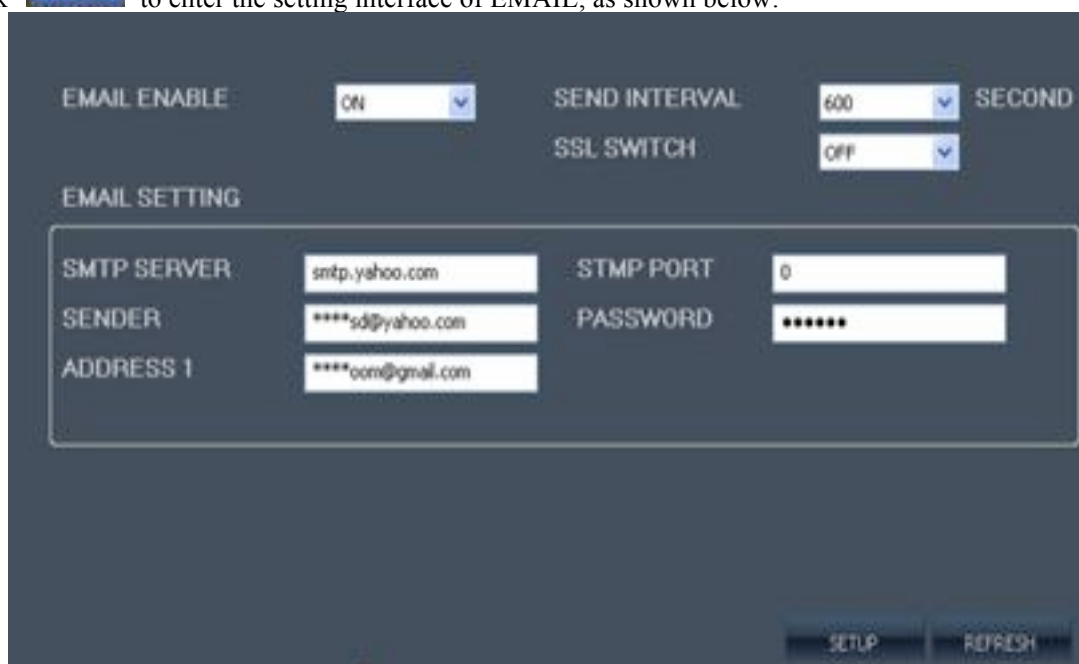 to enter the setting interface of EMAIL, as shown below:
EMAIL ENABLE ON SEND INTERVAL 600 SECOND
SSL SWITCH OFF
EMAIL SETTING
SMTP SERVER smtp.yahoo.com STMP PORT 0
SENDER ****sd@yahoo.com PASSWORD ●●●●●●
ADDRESS 1 ****oom@gmail.com
SETUP REFRESH